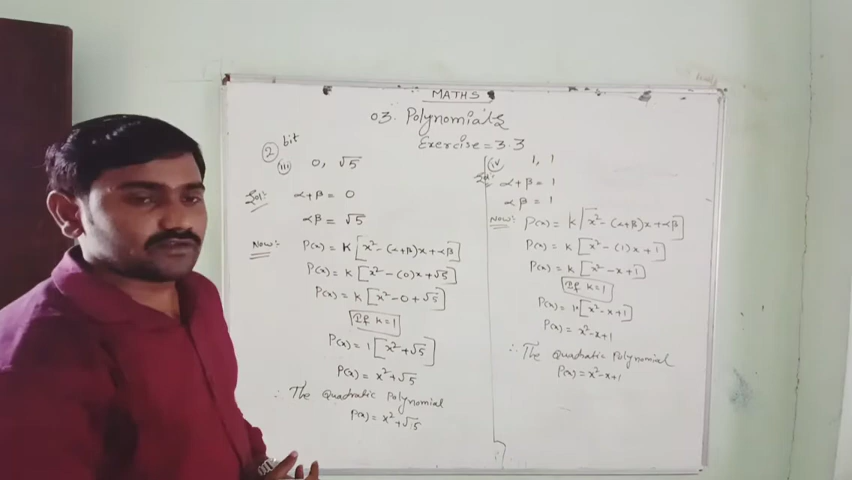 MATHS
03. Polynomials
Exercise = 3.3
② bit
(iii) 0, √5
Sol:- α+β = 0
αβ = √5
Now:- P(x) = K [x²-(α+β)x+αβ]
P(x) = K [x²-(0)x+√5]
P(x) = K [x²-0+√5]
If K=1
P(x) = 1 [x²+√5]
P(x) = x²+√5
∴ The Quadratic Polynomial
P(x) = x²+√5
(iv) 1, 1
Sol:- α+β = 1
αβ = 1
Now:- P(x) = K [x²-(α+β)x+αβ]
P(x) = K [x²-(1)x+1]
P(x) = K [x²-x+1]
If K=1
P(x) = 1 [x²-x+1]
P(x) = x²-x+1
∴ The Quadratic Polynomial
P(x) = x²-x+1